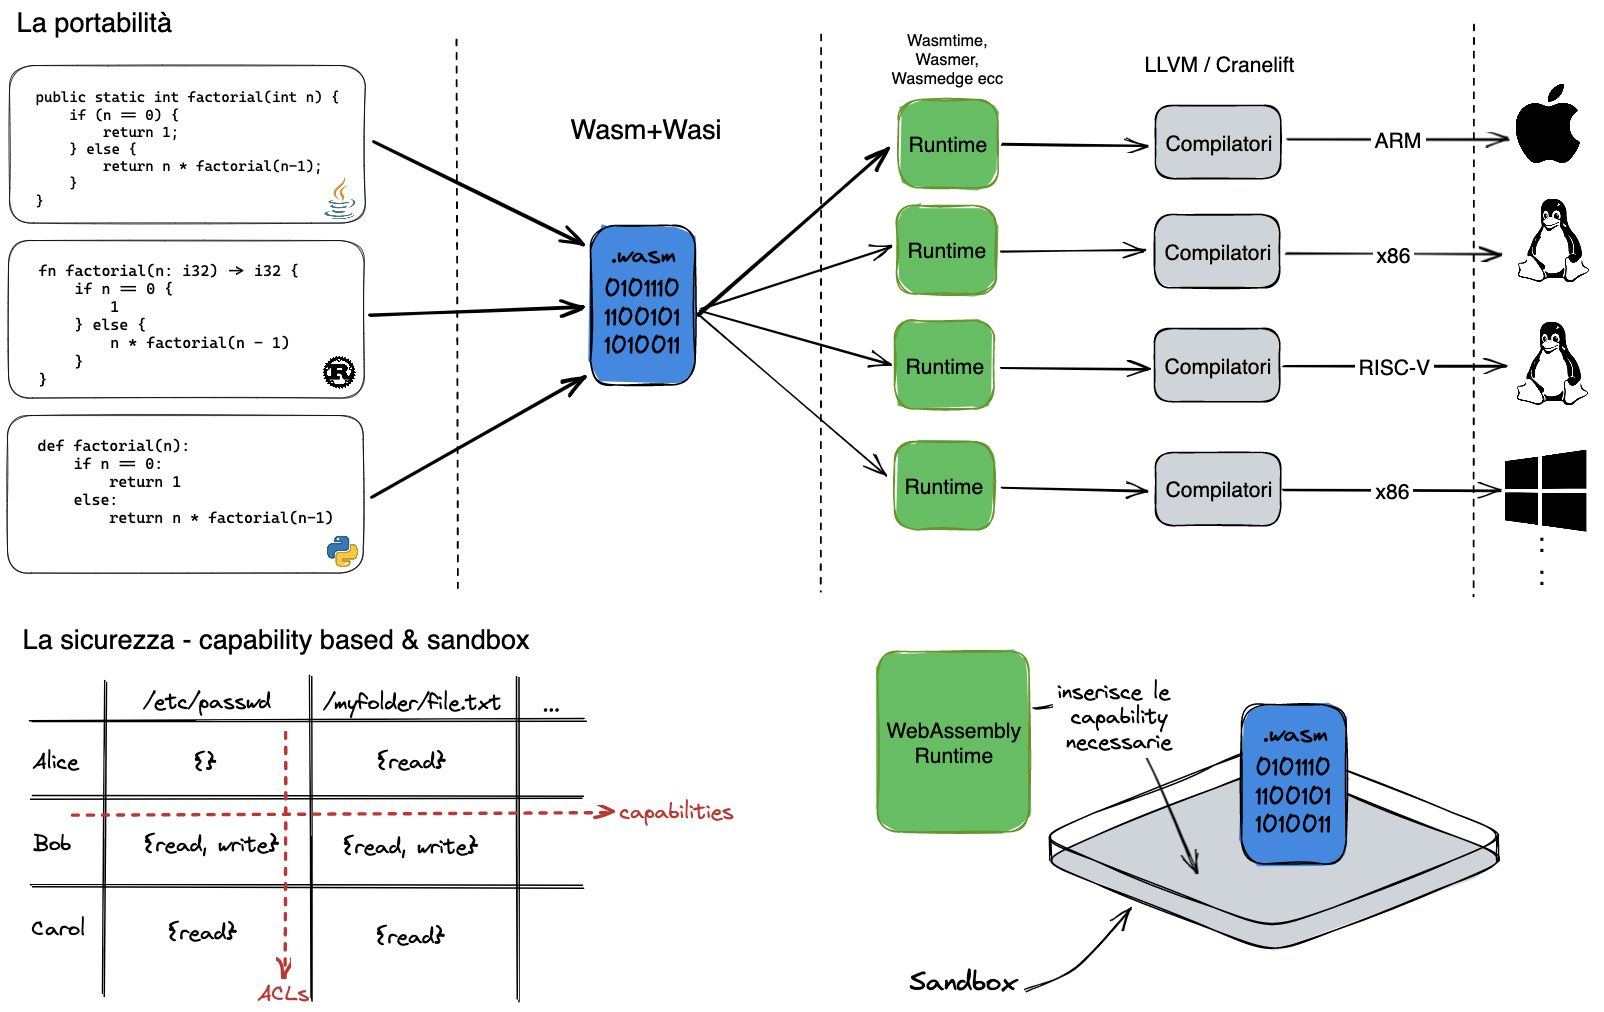 La portabilità
public static int factorial(int n) {
if (n == 0) {
return 1;
} else {
return n * factorial(n-1);
}
}
fn factorial(n: i32) -> i32 {
if n == 0 {
1
} else {
n * factorial(n - 1)
}
}
R
def factorial(n):
if n == 0:
return 1
else:
return n * factorial(n-1)
Wasm+Wasi
.wasm
0101110
1100101
1010011
Wasmtime,
Wasmer,
Wasmedge ecc
LLVM / Cranelift
Runtime
Compilatori
ARM
Runtime
Compilatori
x86
Runtime
Compilatori
RISC-V
Runtime
Compilatori
x86
La sicurezza - capability based & sandbox
/etc/passwd
/myfolder/file.txt
...
Alice
{}
{read}
capabilities
Bob
{read, write}
{read, write}
Carol
{read}
{read}
ACLs
WebAssembly
Runtime
inserisce le
capability
necessarie
.wasm
0101110
1100101
1010011
Sandbox